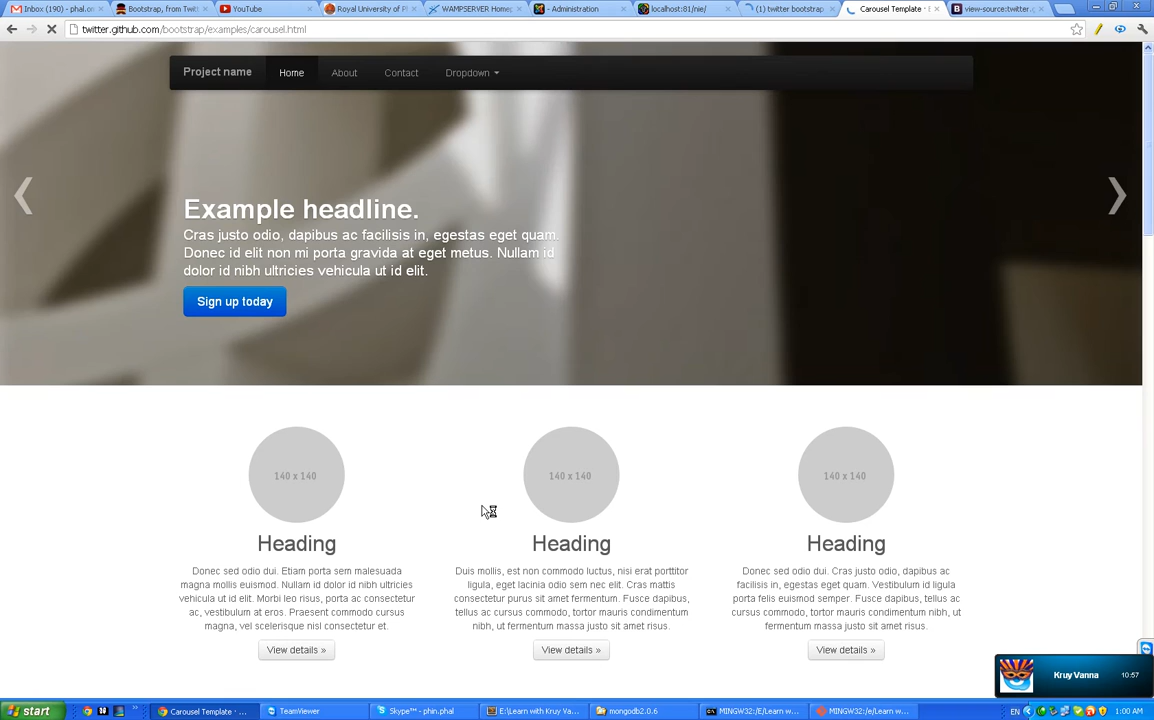 Inbox (190) - phal.on
Bootstrap, from Twit
YouTube
Royal University of P
WAMPSERVER Home
- Administration
localhost:81/nie/
(1) twitter bootstrap
Carousel Template ·
view-source:twitter.g
twitter.github.com/bootstrap/examples/carousel.html
Project name
Home
About
Contact
Dropdown
Example headline.
Cras justo odio, dapibus ac facilisis in, egestas eget quam.
Donec id elit non mi porta gravida at eget metus. Nullam id
dolor id nibh ultricies vehicula ut id elit.
Sign up today
140 x 140
140 x 140
140 x 140
Heading
Heading
Heading
Donec sed odio dui. Etiam porta sem malesuada
magna mollis euismod. Nullam id dolor id nibh ultricies
vehicula ut id elit. Morbi leo risus, porta ac consectetur
ac, vestibulum at eros. Praesent commodo cursus
magna, vel scelerisque nisl consectetur et.
Duis mollis, est non commodo luctus, nisi erat porttitor
ligula, eget lacinia odio sem nec elit. Cras mattis
consectetur purus sit amet fermentum. Fusce dapibus,
tellus ac cursus commodo, tortor mauris condimentum
nibh, ut fermentum massa justo sit amet risus.
Donec sed odio dui. Cras justo odio, dapibus ac
facilisis in, egestas eget quam. Vestibulum id ligula
porta felis euismod semper. Fusce dapibus, tellus ac
cursus commodo, tortor mauris condimentum nibh, ut
fermentum massa justo sit amet risus.
View details »
View details »
View details »
Kruy Vanna
10:57
start
Carousel Template · ...
TeamViewer
Skype™ - phin.phal
E:\Learn with Kruy Va...
mongodb2.0.6
MINGW32:/E/Learn w...
MINGW32:/e/Learn w...
EN
1:00 AM